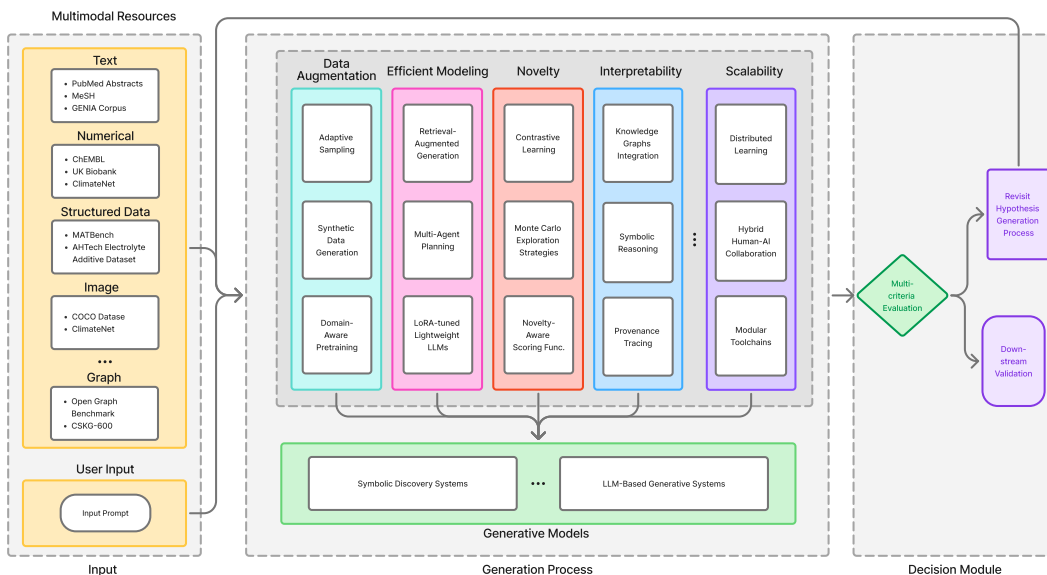 Multimodal Resources
Text
• PubMed Abstracts
• MeSH
• GENIA Corpus
Numerical
• ChEMBL
• UK Biobank
• ClimateNet
Structured Data
• MATBench
• AHTech Electrolyte
Additive Dataset
Image
• COCO Datase
• ClimateNet
...
Graph
• Open Graph
Benchmark
• CSKG-600
User Input
Input Prompt
Input
Data
Augmentation
Adaptive
Sampling
Synthetic
Data
Generation
Domain-
Aware
Pretraining
Efficient Modeling
Retrieval-
Augmented
Generation
Multi-Agent
Planning
LoRA-tuned
Lightweight
LLMs
Novelty
Contrastive
Learning
Monte Carlo
Exploration
Strategies
Novelty-
Aware
Scoring Func.
Interpretability
Knowledge
Graphs
Integration
Symbolic
Reasoning
Provenance
Tracing
Scalability
Distributed
Learning
Hybrid
Human-AI
Collaboration
Modular
Toolchains
Symbolic Discovery Systems
...
LLM-Based Generative Systems
Generative Models
Generation Process
Multi-
criteria
Evaluation
Revisit
Hypothesis
Generation
Process
Down-
stream
Validation
Decision Module